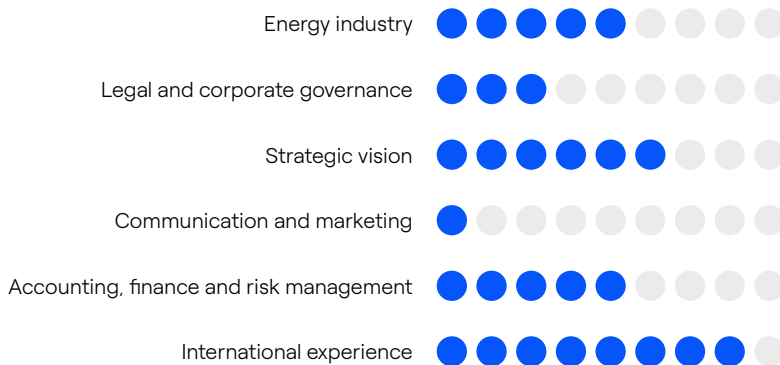 Energy industry
Legal and corporate governance
Strategic vision
Communication and marketing
Accounting, finance and risk management
International experience